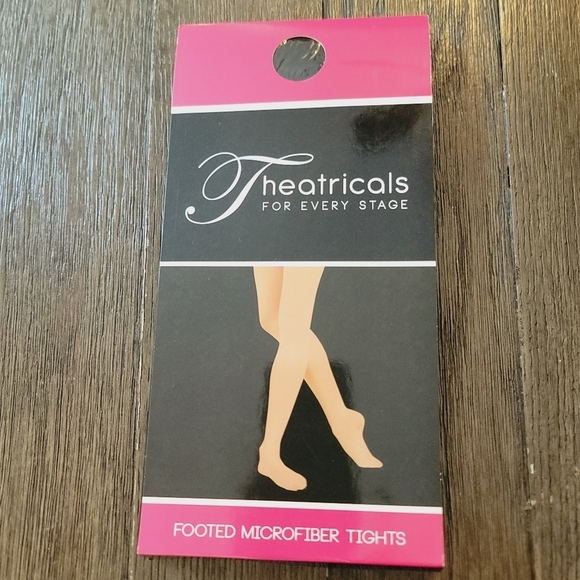 Theatricals
FOR EVERY STAGE
FOOTED MICROFIBER TIGHTS